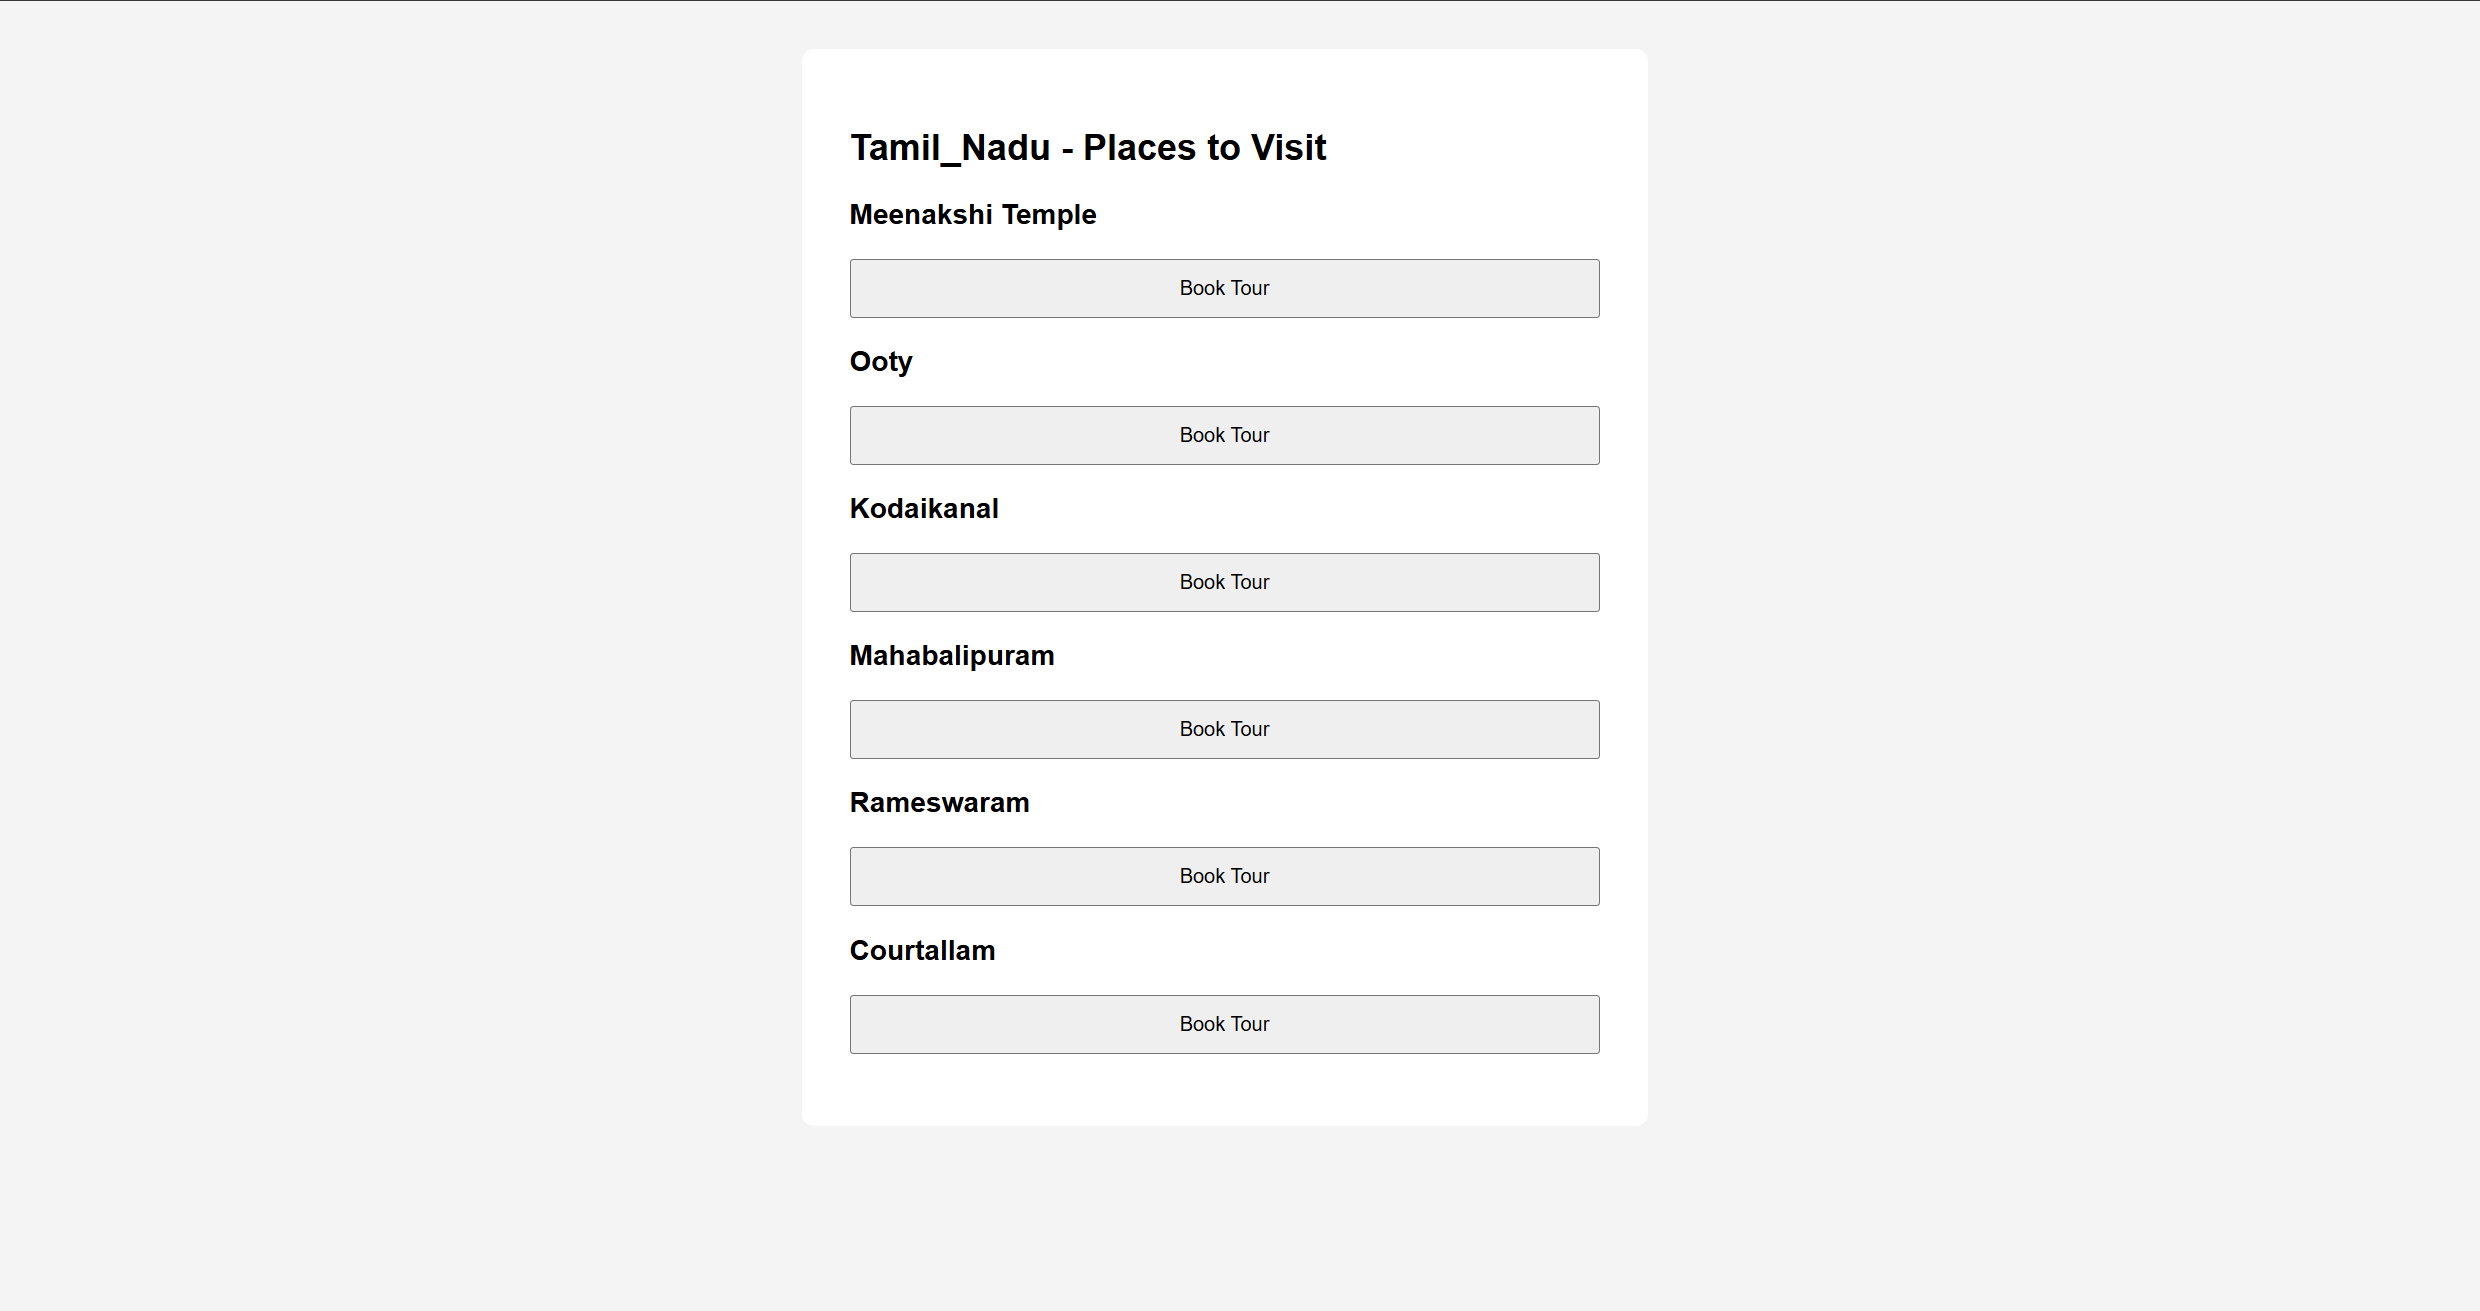 Tamil_Nadu - Places to Visit
Meenakshi Temple
Book Tour
Ooty
Book Tour
Kodaikanal
Book Tour
Mahabalipuram
Book Tour
Rameswaram
Book Tour
Courtallam
Book Tour